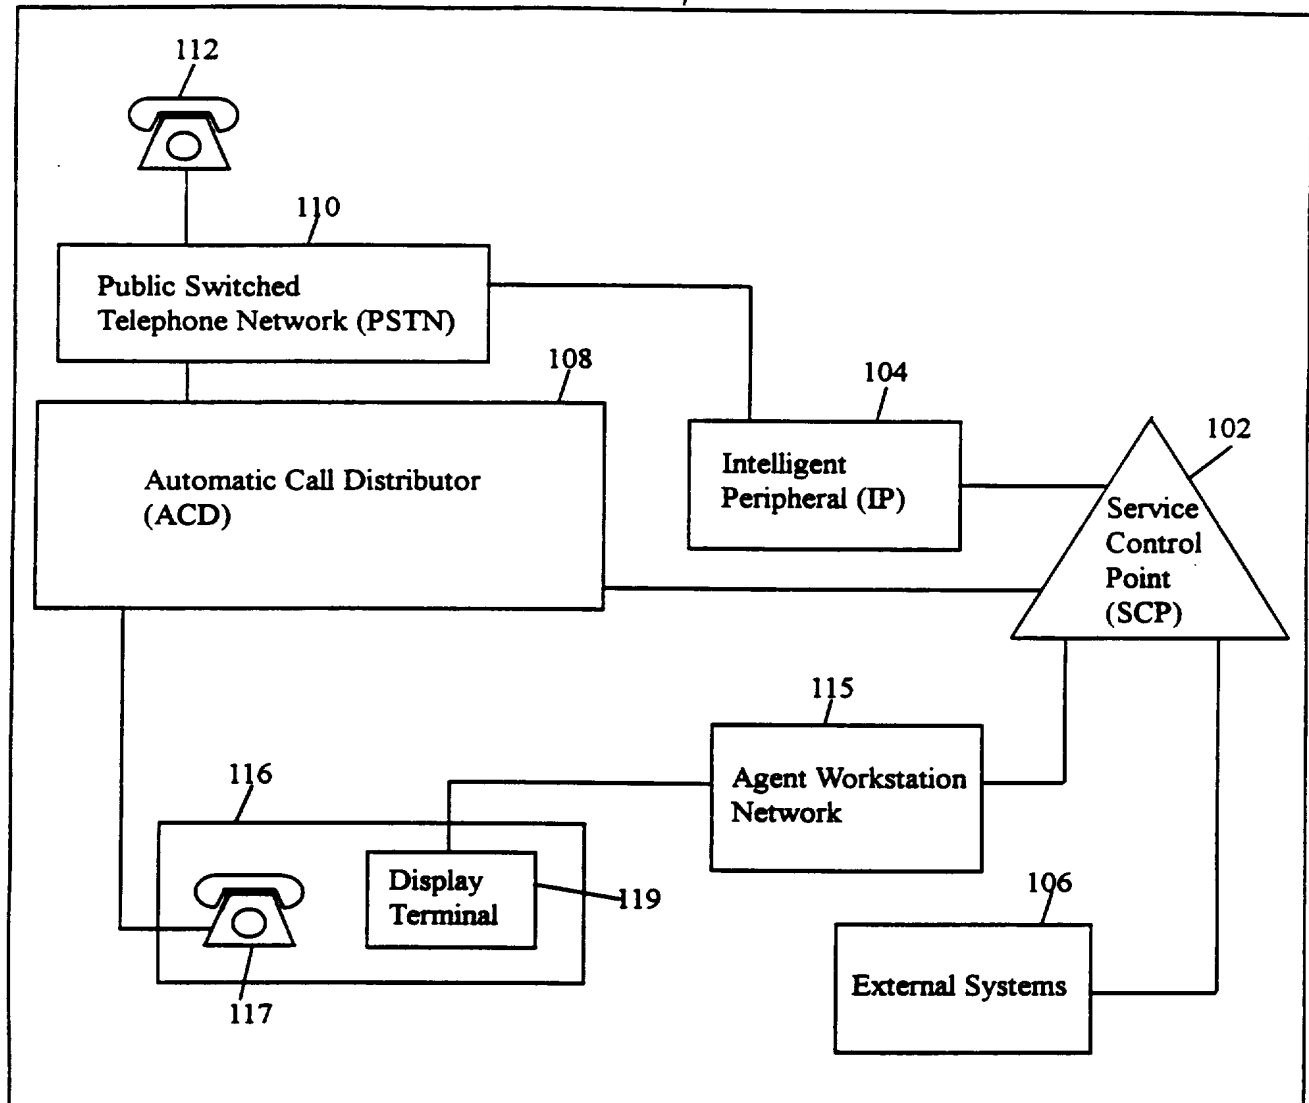 112
110
Public Switched
Telephone Network (PSTN)
108
104
102
Automatic Call Distributor
(ACD)
Intelligent
Peripheral (IP)
Service
Control
Point
(SCP)
115
116
Agent Workstation
Network
Display
Terminal
119
106
117
External Systems